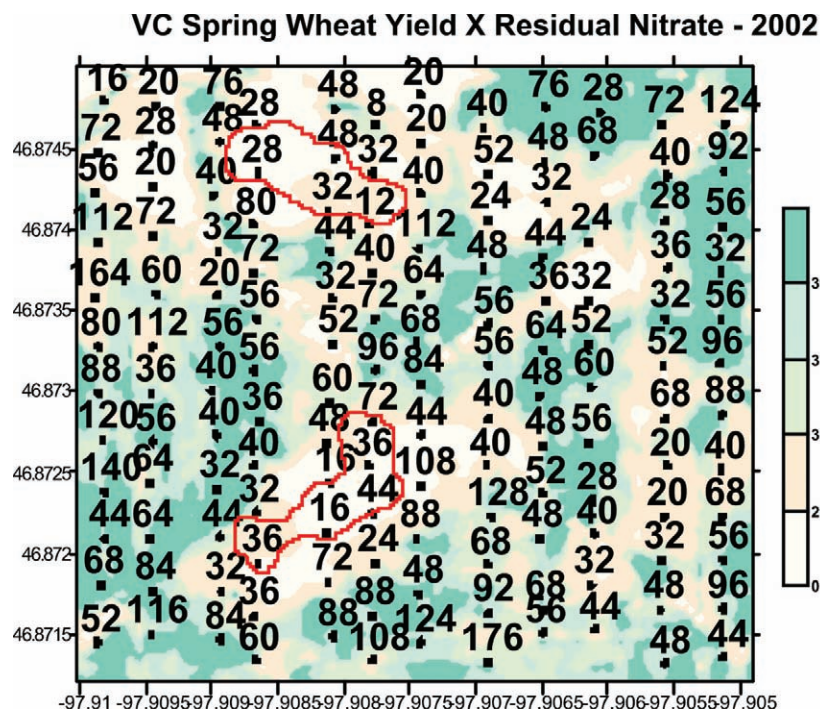 VC Spring Wheat Yield X Residual Nitrate - 2002
16 20 76 28 48 8 20 40 76 28 72 124
72 28 48 28 48 32 20 52 48 68 40 92
46.8745
56 20 40 80 32 12 40 24 32 24 28 56
46.874
112 72 32 72 44 40 112 48 44 32 36 32
164 60 20 56 32 72 64 56 36 52 32 56
46.8735
80 112 56 56 52 96 68 56 64 60 52 96
88 36 40 36 60 72 84 40 48 56 68 88
46.873
120 56 40 40 48 36 44 40 48 28 20 40
140 64 32 32 16 44 108 128 52 40 20 68
46.8725
44 64 44 36 16 24 88 68 48 32 32 56
46.872
68 84 32 36 72 88 48 92 68 44 48 96
52 116 84 60 88 108 124 176 56 48 44
46.8715
3
3
3
2
0
-97.91 -97.9095 -97.909 -97.9085 -97.908 -97.9075 -97.907 -97.9065 -97.906 -97.9055 -97.905